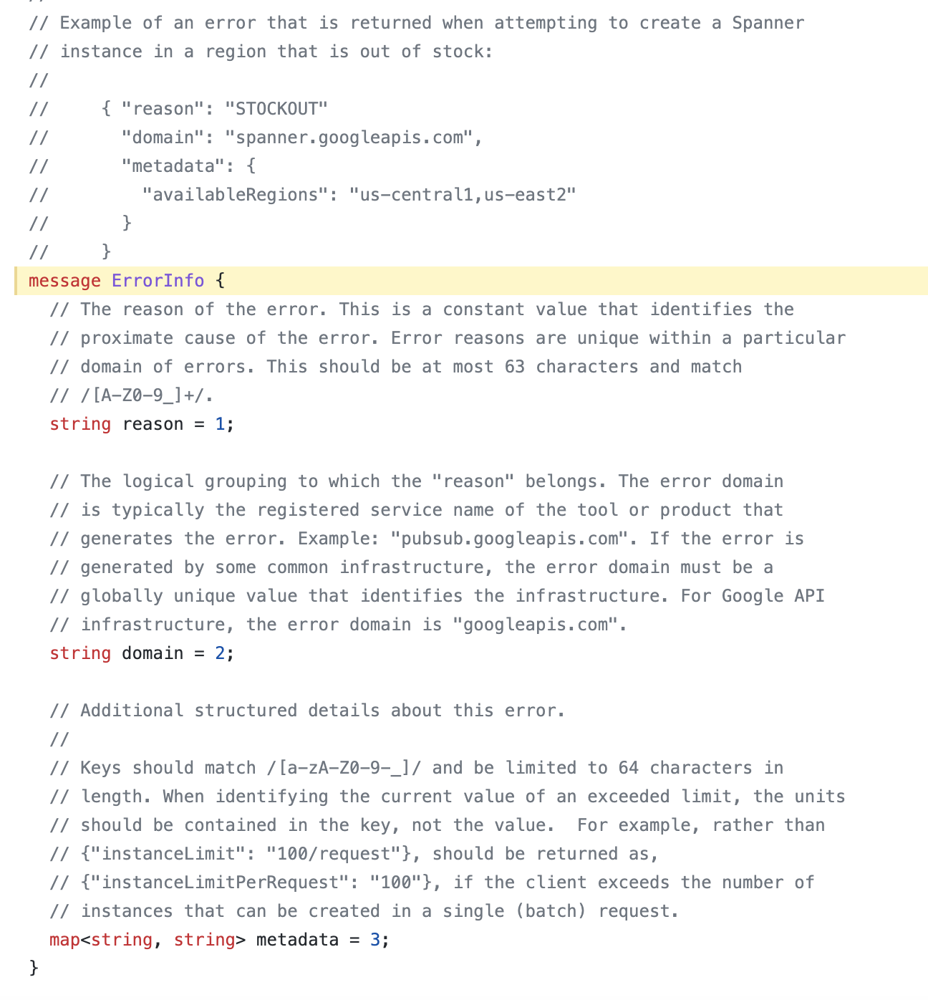 //
// Example of an error that is returned when attempting to create a Spanner
// instance in a region that is out of stock:
//
//     { "reason": "STOCKOUT"
//       "domain": "spanner.googleapis.com",
//       "metadata": {
//         "availableRegions": "us-central1,us-east2"
//       }
//     }
message ErrorInfo {
  // The reason of the error. This is a constant value that identifies the
  // proximate cause of the error. Error reasons are unique within a particular
  // domain of errors. This should be at most 63 characters and match
  // /[A-Z0-9_]+/.
  string reason = 1;

  // The logical grouping to which the "reason" belongs. The error domain
  // is typically the registered service name of the tool or product that
  // generates the error. Example: "pubsub.googleapis.com". If the error is
  // generated by some common infrastructure, the error domain must be a
  // globally unique value that identifies the infrastructure. For Google API
  // infrastructure, the error domain is "googleapis.com".
  string domain = 2;

  // Additional structured details about this error.
  //
  // Keys should match /[a-zA-Z0-9-_]/ and be limited to 64 characters in
  // length. When identifying the current value of an exceeded limit, the units
  // should be contained in the key, not the value.  For example, rather than
  // {"instanceLimit": "100/request"}, should be returned as,
  // {"instanceLimitPerRequest": "100"}, if the client exceeds the number of
  // instances that can be created in a single (batch) request.
  map<string, string> metadata = 3;
}